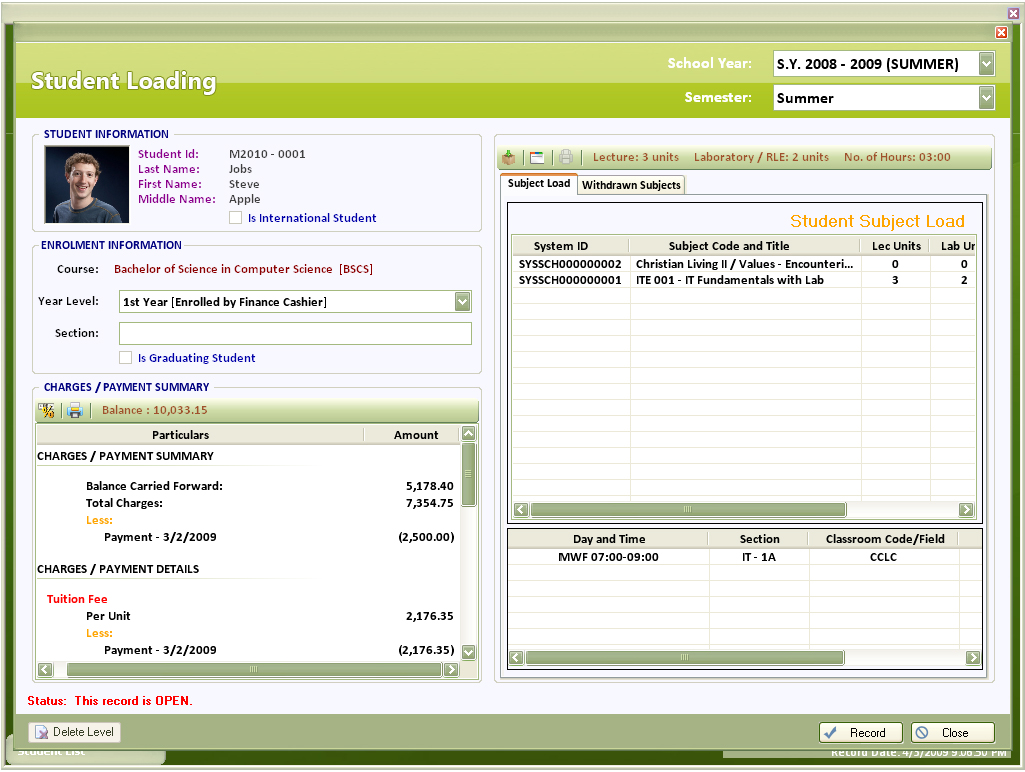 Student Loading
School Year: S.Y. 2008 - 2009 (SUMMER)
Semester: Summer
STUDENT INFORMATION
Student Id: M2010 - 0001
Last Name: Jobs
First Name: Steve
Middle Name: Apple
Is International Student
ENROLMENT INFORMATION
Course: Bachelor of Science in Computer Science [BSCS]
Year Level: 1st Year [Enrolled by Finance Cashier]
Section:
Is Graduating Student
CHARGES / PAYMENT SUMMARY
Balance : 10,033.15
Particulars Amount
CHARGES / PAYMENT SUMMARY
Balance Carried Forward: 5,178.40
Total Charges: 7,354.75
Less:
Payment - 3/2/2009 (2,500.00)
CHARGES / PAYMENT DETAILS
Tuition Fee
Per Unit 2,176.35
Less:
Payment - 3/2/2009 (2,176.35)
Lecture: 3 units Laboratory / RLE: 2 units No. of Hours: 03:00
Subject Load Withdrawn Subjects
Student Subject Load
System ID Subject Code and Title Lec Units Lab Ur
SYSSCH000000002 Christian Living II / Values - Encounteri... 0 0
SYSSCH000000001 ITE 001 - IT Fundamentals with Lab 3 2
Day and Time Section Classroom Code/Field
MWF 07:00-09:00 IT - 1A CCLC
Status: This record is OPEN.
Delete Level Record Close
Student List Record Date: 4/3/2009 9:06:50 PM